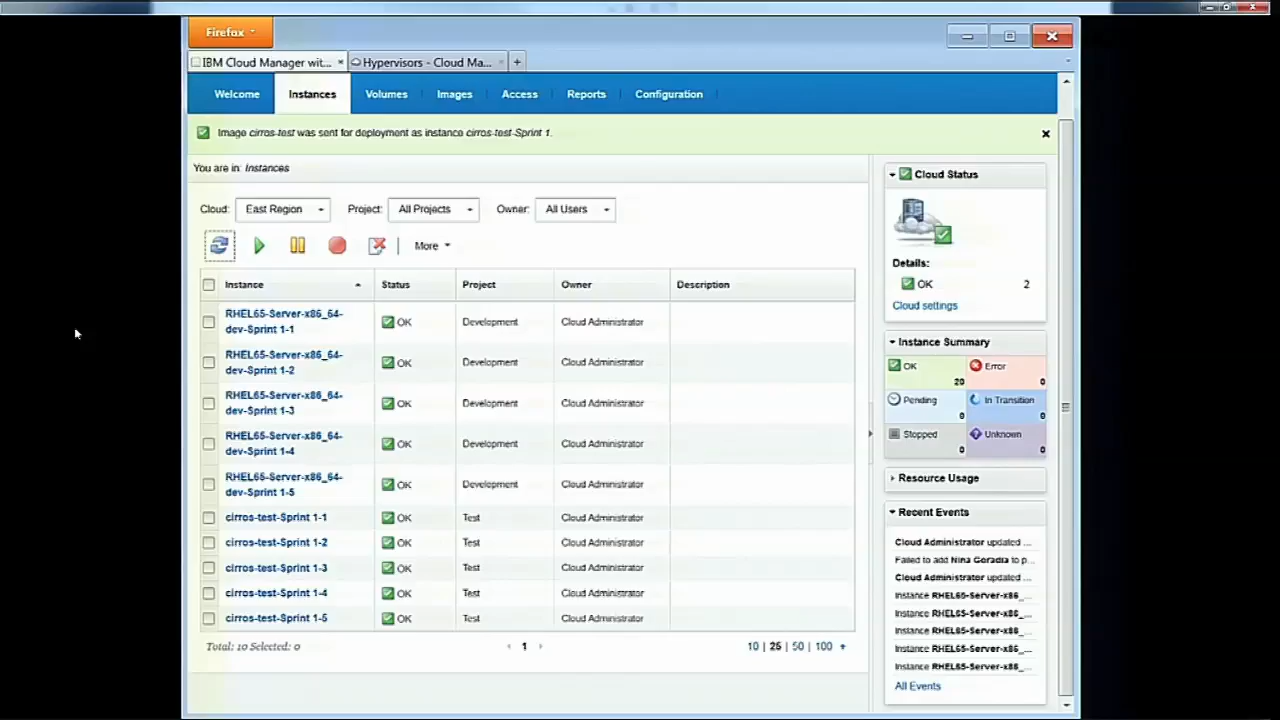 Firefox
IBM Cloud Manager wit...
Hypervisors - Cloud Ma...
Welcome
Instances
Volumes
Images
Access
Reports
Configuration
Image cirros-test was sent for deployment as instance cirros-test-Sprint 1.
You are in: Instances
Cloud: East Region Project: All Projects Owner: All Users
More
Instance Status Project Owner Description
RHEL65-Server-x86_64-
dev-Sprint 1-1
OK Development Cloud Administrator
RHEL65-Server-x86_64-
dev-Sprint 1-2
OK Development Cloud Administrator
RHEL65-Server-x86_64-
dev-Sprint 1-3
OK Development Cloud Administrator
RHEL65-Server-x86_64-
dev-Sprint 1-4
OK Development Cloud Administrator
RHEL65-Server-x86_64-
dev-Sprint 1-5
OK Development Cloud Administrator
cirros-test-Sprint 1-1 OK Test Cloud Administrator
cirros-test-Sprint 1-2 OK Test Cloud Administrator
cirros-test-Sprint 1-3 OK Test Cloud Administrator
cirros-test-Sprint 1-4 OK Test Cloud Administrator
cirros-test-Sprint 1-5 OK Test Cloud Administrator
Total: 10 Selected: 0
1
10 | 25 | 50 | 100
Cloud Status
Details:
OK 2
Cloud settings
Instance Summary
OK 20
Error 0
Pending 0
In Transition 0
Stopped 0
Unknown 0
Resource Usage
Recent Events
Cloud Administrator updated ...
Failed to add Nina Goradia to p...
Cloud Administrator updated ...
Instance RHEL65-Server-x86_...
Instance RHEL65-Server-x86_...
Instance RHEL65-Server-x86_...
Instance RHEL65-Server-x86_...
Instance RHEL65-Server-x86_...
All Events